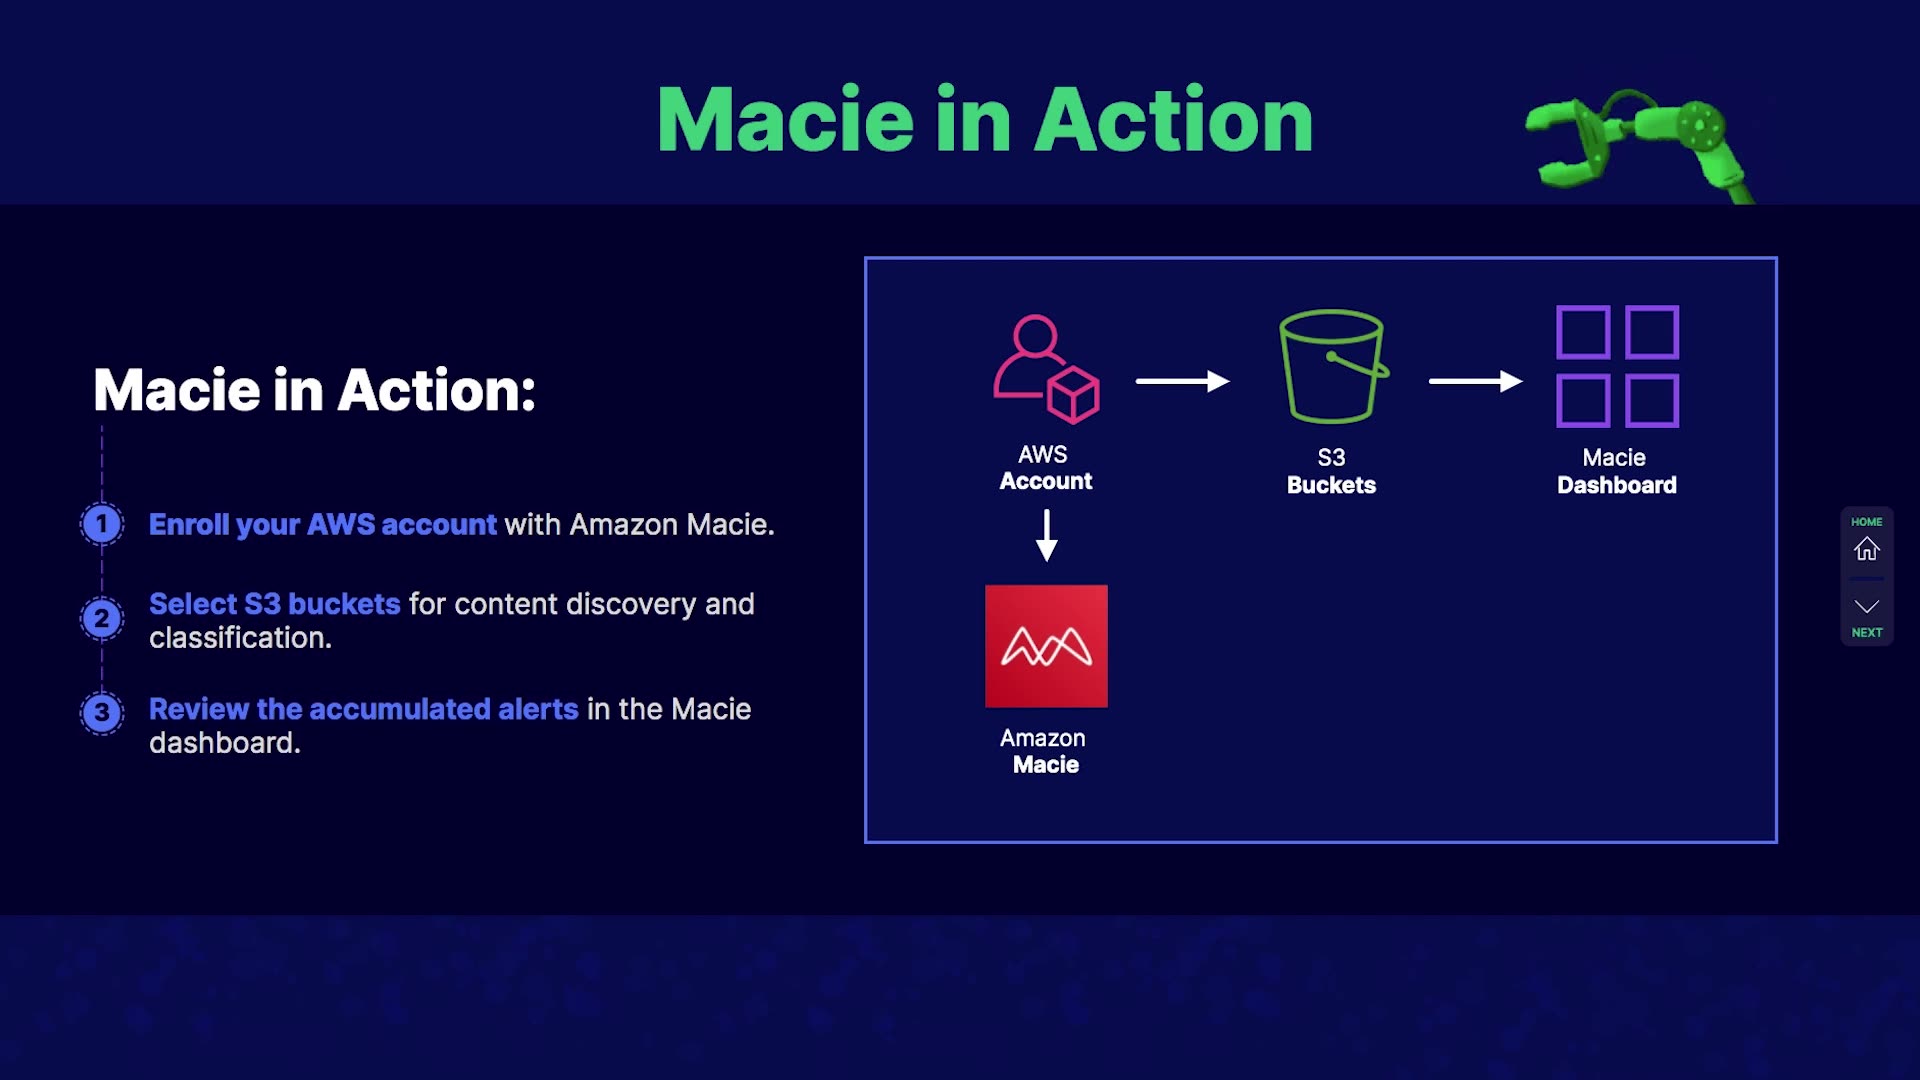 Macie in Action
Macie in Action:
1
Enroll your AWS account with Amazon Macie.
2
Select S3 buckets for content discovery and
classification.
3
Review the accumulated alerts in the Macie
dashboard.
AWS
Account
S3
Buckets
Macie
Dashboard
Amazon
Macie
HOME
NEXT